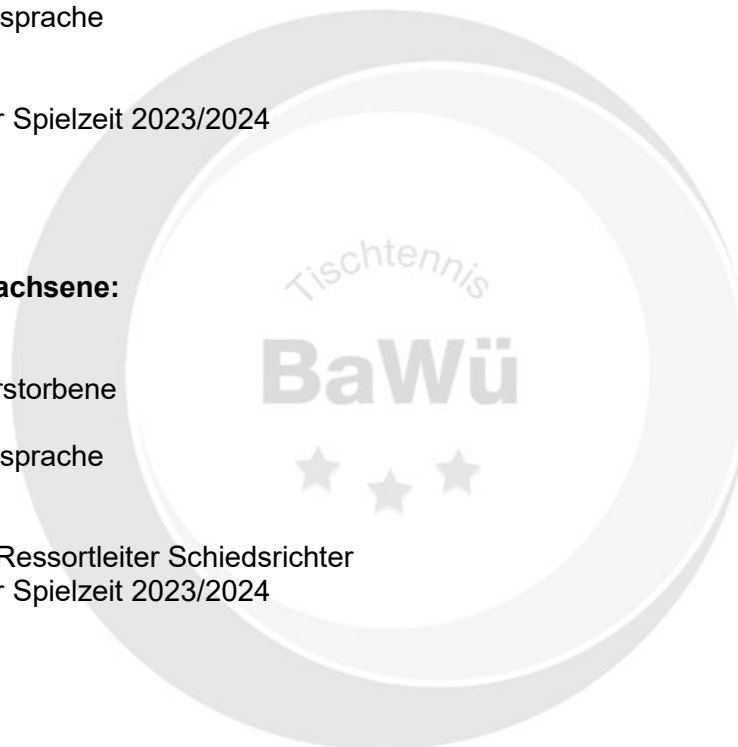 sprache
r Spielzeit 2023/2024
achsene:
Tischtennis
BaWü
rstorbene
sprache
Ressortleiter Schiedsrichter
r Spielzeit 2023/2024